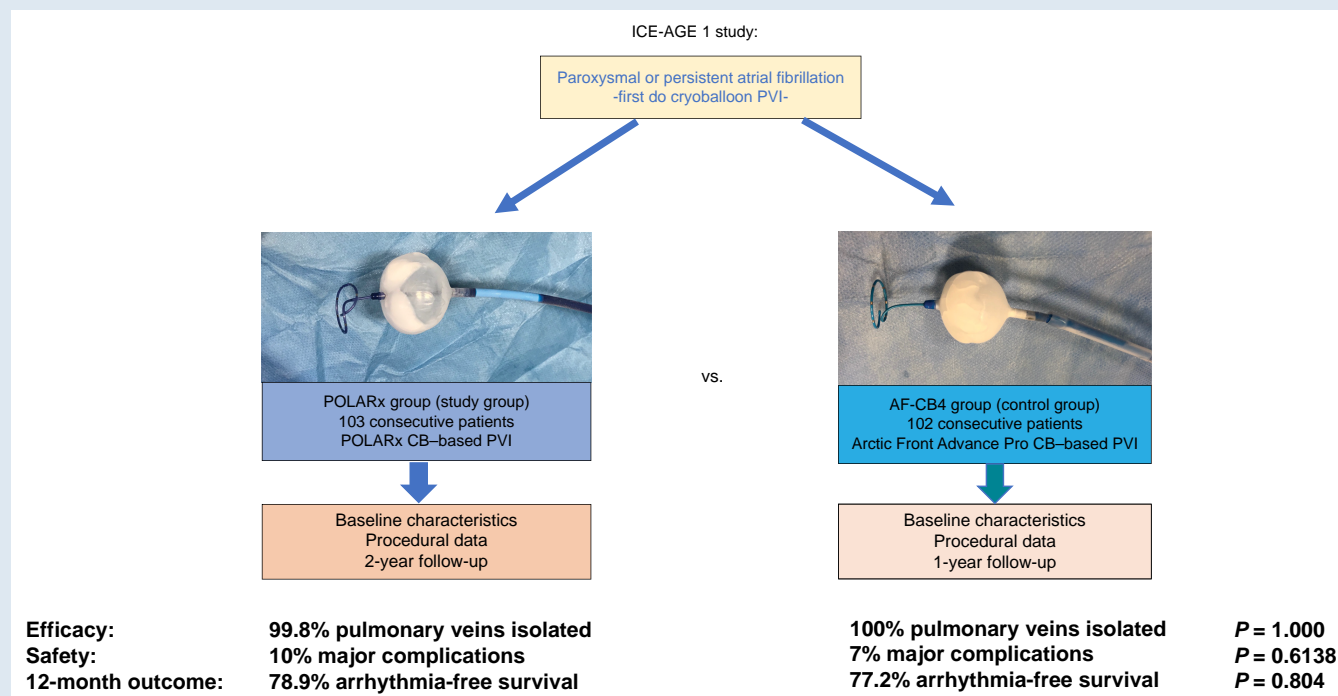 ICE-AGE 1 study:
Paroxysmal or persistent atrial fibrillation
-first do cryoballoon PVI-
vs.
POLARx group (study group)
103 consecutive patients
POLARx CB–based PVI
AF-CB4 group (control group)
102 consecutive patients
Arctic Front Advance Pro CB–based PVI
Baseline characteristics
Procedural data
2-year follow-up
Baseline characteristics
Procedural data
1-year follow-up
Efficacy: 99.8% pulmonary veins isolated 100% pulmonary veins isolated P = 1.000
Safety: 10% major complications 7% major complications P = 0.6138
12-month outcome: 78.9% arrhythmia-free survival 77.2% arrhythmia-free survival P = 0.804